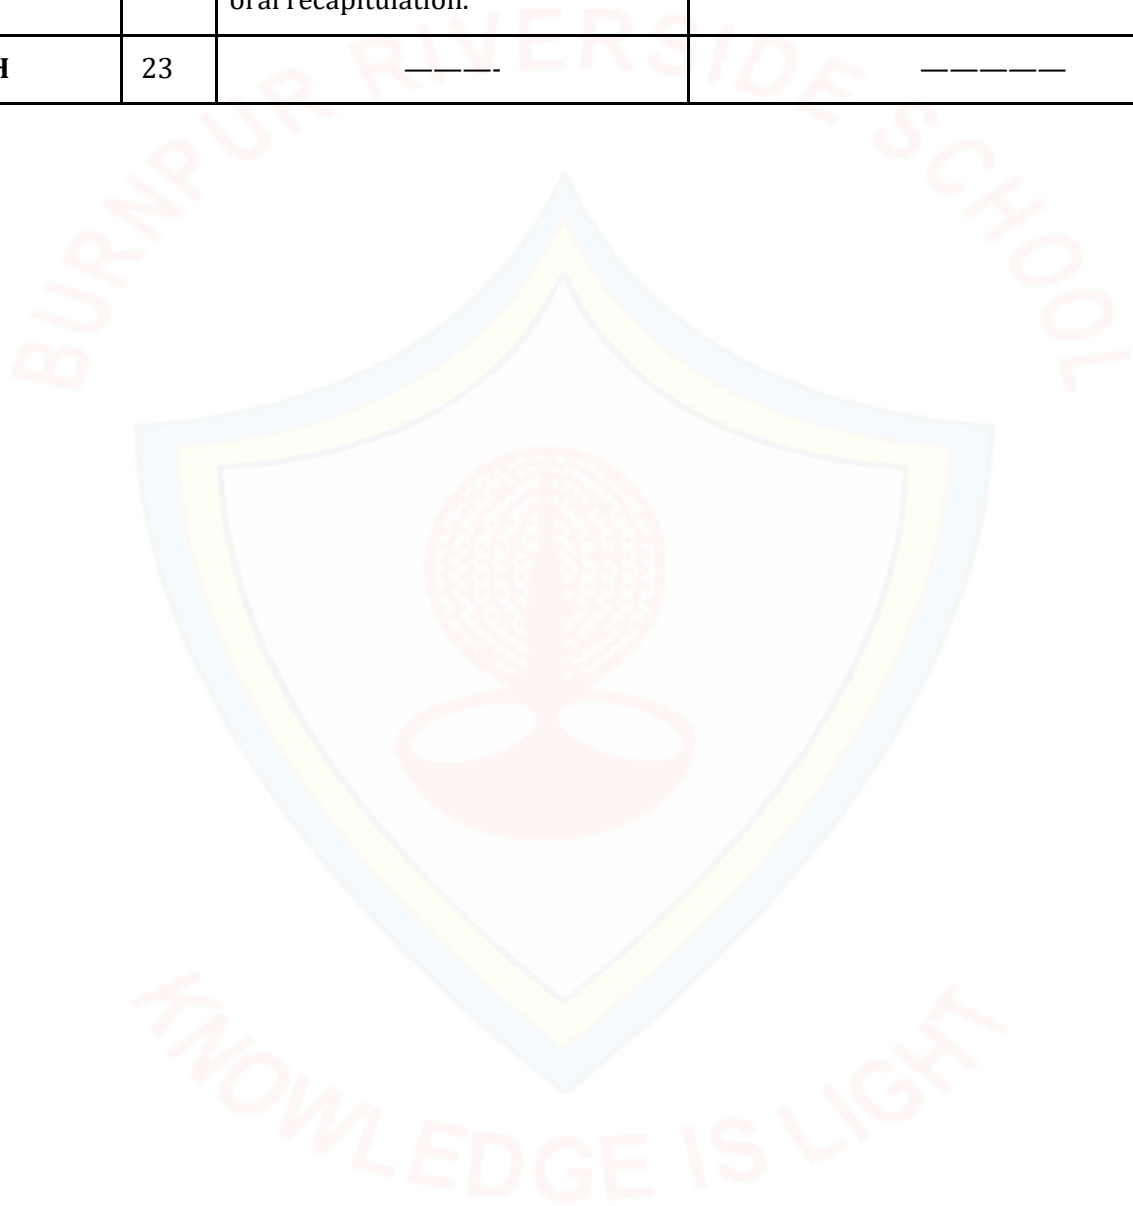 oral recapitulation.
H 23 ————- —————
BURNPUR RIVERSIDE SCHOOL
KNOWLEDGE IS LIGHT